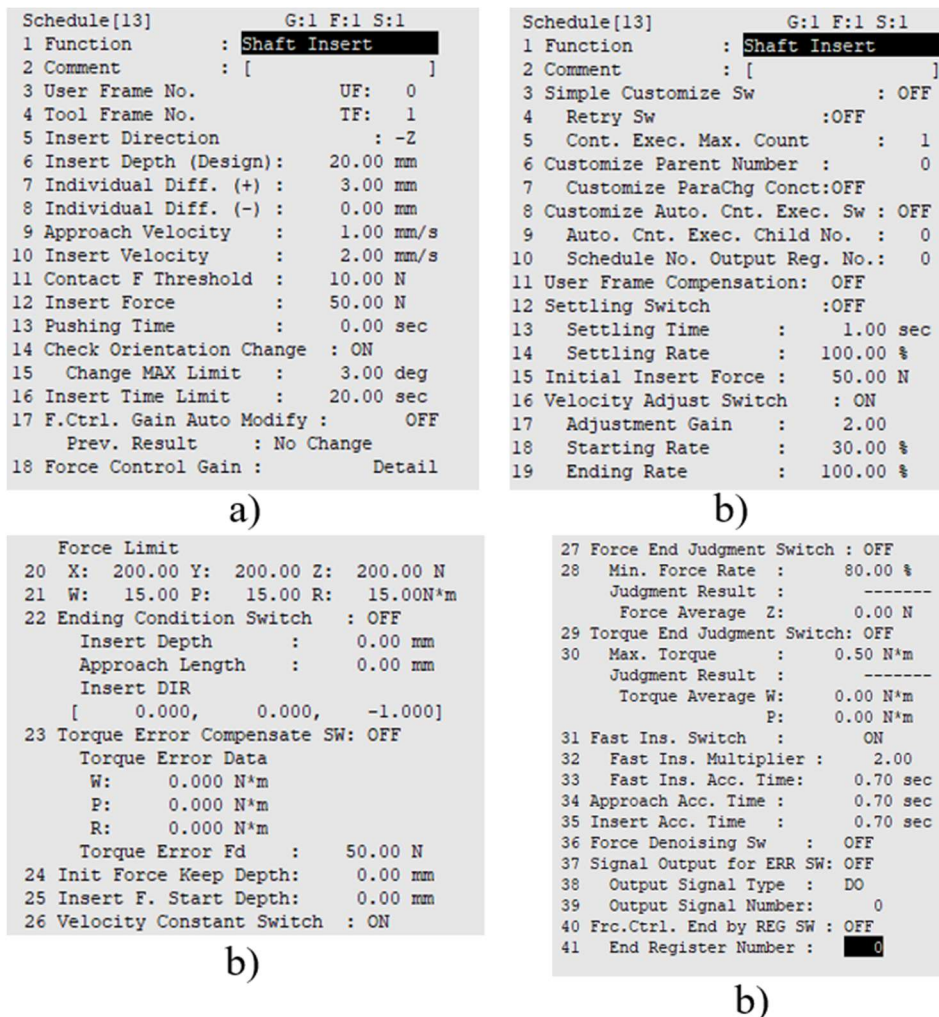 Schedule[13] G:1 F:1 S:1
1 Function : Shaft Insert
2 Comment : [ ]
3 User Frame No. UF: 0
4 Tool Frame No. TF: 1
5 Insert Direction : -Z
6 Insert Depth (Design): 20.00 mm
7 Individual Diff. (+) : 3.00 mm
8 Individual Diff. (-) : 0.00 mm
9 Approach Velocity : 1.00 mm/s
10 Insert Velocity : 2.00 mm/s
11 Contact F Threshold : 10.00 N
12 Insert Force : 50.00 N
13 Pushing Time : 0.00 sec
14 Check Orientation Change : ON
15 Change MAX Limit : 3.00 deg
16 Insert Time Limit : 20.00 sec
17 F.Ctrl. Gain Auto Modify : OFF
Prev. Result : No Change
18 Force Control Gain : Detail
a)
Schedule[13] G:1 F:1 S:1
1 Function : Shaft Insert
2 Comment : [ ]
3 Simple Customize Sw : OFF
4 Retry Sw :OFF
5 Cont. Exec. Max. Count : 1
6 Customize Parent Number : 0
7 Customize ParaChg Conct:OFF
8 Customize Auto. Cnt. Exec. Sw : OFF
9 Auto. Cnt. Exec. Child No. : 0
10 Schedule No. Output Reg. No.: 0
11 User Frame Compensation: OFF
12 Settling Switch :OFF
13 Settling Time : 1.00 sec
14 Settling Rate : 100.00 %
15 Initial Insert Force : 50.00 N
16 Velocity Adjust Switch : ON
17 Adjustment Gain : 2.00
18 Starting Rate : 30.00 %
19 Ending Rate : 100.00 %
b)
Force Limit
20 X: 200.00 Y: 200.00 Z: 200.00 N
21 W: 15.00 P: 15.00 R: 15.00N*m
22 Ending Condition Switch : OFF
Insert Depth : 0.00 mm
Approach Length : 0.00 mm
Insert DIR
[ 0.000, 0.000, -1.000]
23 Torque Error Compensate SW: OFF
Torque Error Data
W: 0.000 N*m
P: 0.000 N*m
R: 0.000 N*m
Torque Error Fd : 50.00 N
24 Init Force Keep Depth: 0.00 mm
25 Insert F. Start Depth: 0.00 mm
26 Velocity Constant Switch : ON
b)
27 Force End Judgment Switch : OFF
28 Min. Force Rate : 80.00 %
Judgment Result : -------
Force Average Z: 0.00 N
29 Torque End Judgment Switch: OFF
30 Max. Torque : 0.50 N*m
Judgment Result : -------
Torque Average W: 0.00 N*m
P: 0.00 N*m
31 Fast Ins. Switch : ON
32 Fast Ins. Multiplier : 2.00
33 Fast Ins. Acc. Time: 0.70 sec
34 Approach Acc. Time : 0.70 sec
35 Insert Acc. Time : 0.70 sec
36 Force Denoising Sw : OFF
37 Signal Output for ERR SW: OFF
38 Output Signal Type : DO
39 Output Signal Number: 0
40 Frc.Ctrl. End by REG SW : OFF
41 End Register Number : 0
b)